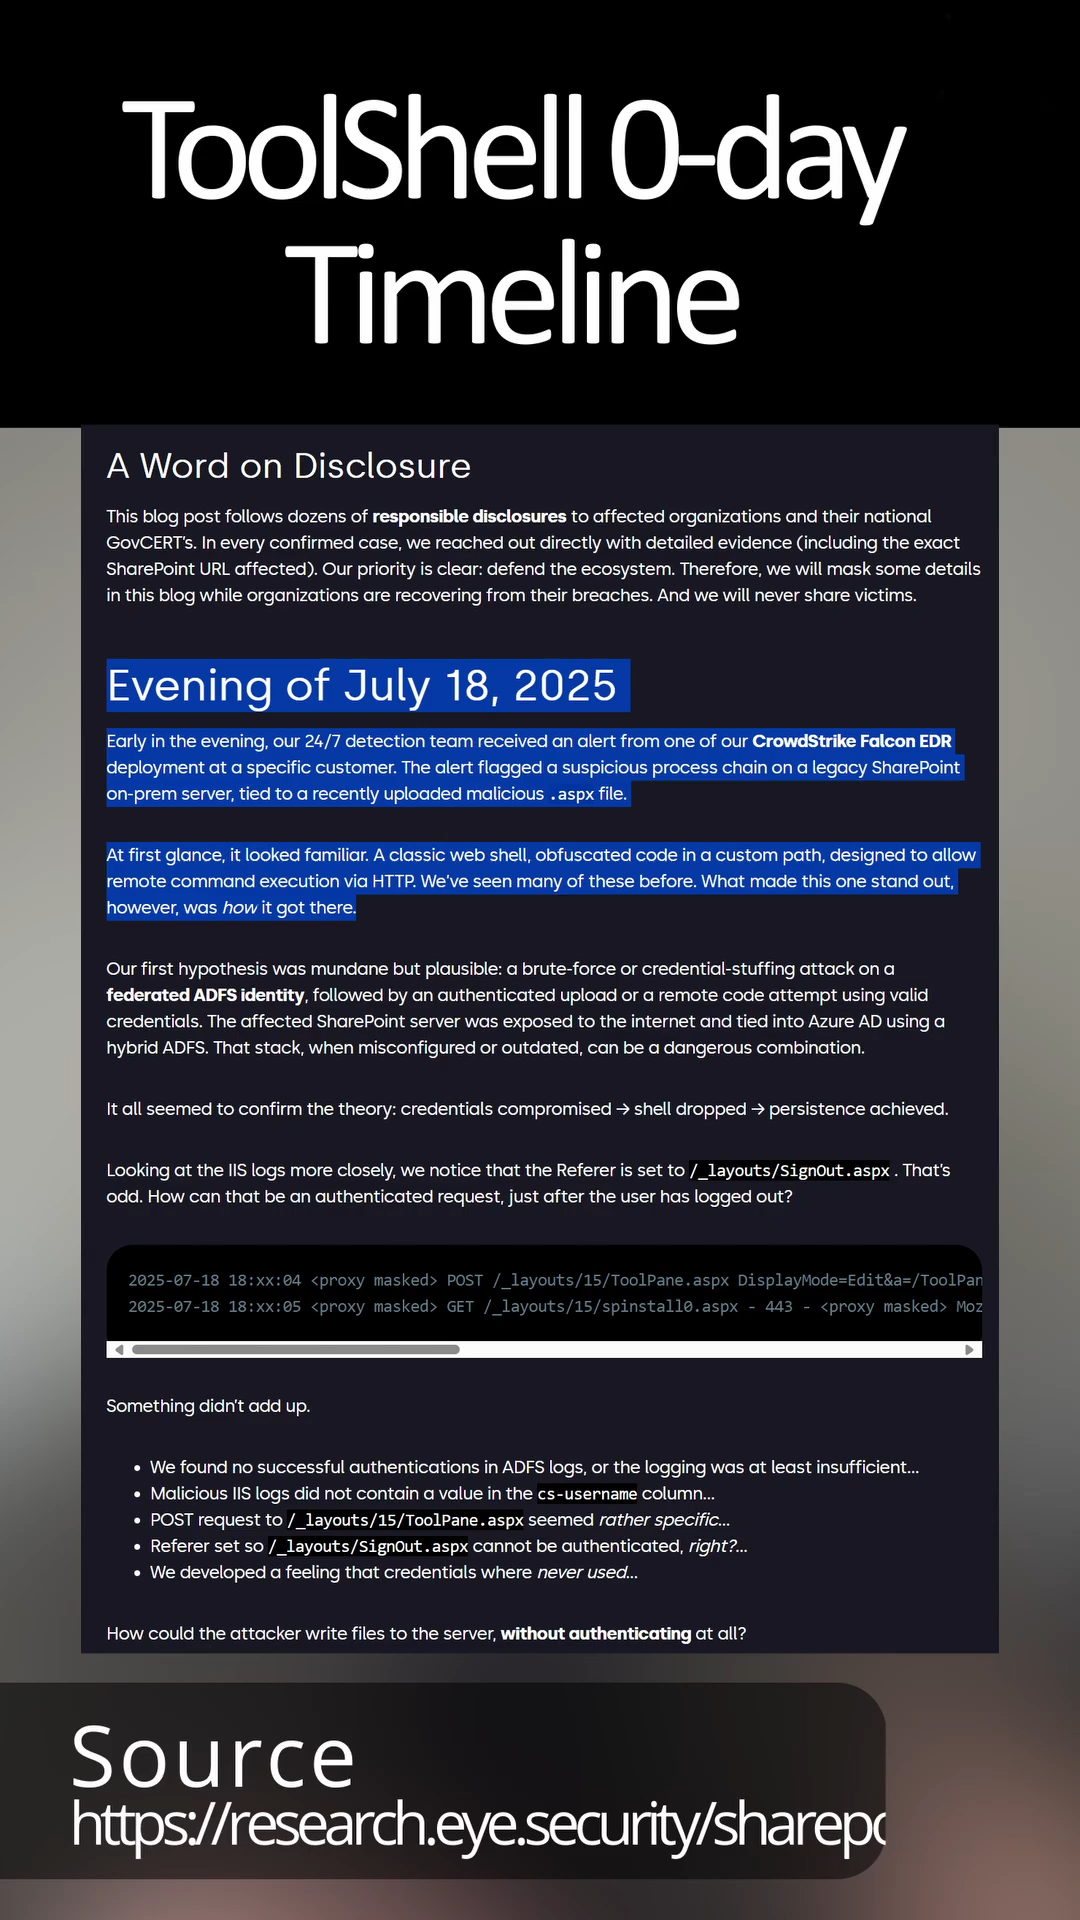 ToolShell 0-day
Timeline
A Word on Disclosure
This blog post follows dozens of responsible disclosures to affected organizations and their national
GovCERT's. In every confirmed case, we reached out directly with detailed evidence (including the exact
SharePoint URL affected). Our priority is clear: defend the ecosystem. Therefore, we will mask some details
in this blog while organizations are recovering from their breaches. And we will never share victims.
Evening of July 18, 2025
Early in the evening, our 24/7 detection team received an alert from one of our CrowdStrike Falcon EDR
deployment at a specific customer. The alert flagged a suspicious process chain on a legacy SharePoint
on-prem server, tied to a recently uploaded malicious .aspx file.
At first glance, it looked familiar. A classic web shell, obfuscated code in a custom path, designed to allow
remote command execution via HTTP. We've seen many of these before. What made this one stand out,
however, was how it got there.
Our first hypothesis was mundane but plausible: a brute-force or credential-stuffing attack on a
federated ADFS identity, followed by an authenticated upload or a remote code attempt using valid
credentials. The affected SharePoint server was exposed to the internet and tied into Azure AD using a
hybrid ADFS. That stack, when misconfigured or outdated, can be a dangerous combination.
It all seemed to confirm the theory: credentials compromised → shell dropped → persistence achieved.
Looking at the IIS logs more closely, we notice that the Referer is set to /_layouts/SignOut.aspx . That's
odd. How can that be an authenticated request, just after the user has logged out?
2025-07-18 18:xx:04 <proxy masked> POST /_layouts/15/ToolPane.aspx DisplayMode=Edit&a=/ToolPan
2025-07-18 18:xx:05 <proxy masked> GET /_layouts/15/spinstall0.aspx - 443 - <proxy masked> Moz
Something didn't add up.
• We found no successful authentications in ADFS logs, or the logging was at least insufficient...
• Malicious IIS logs did not contain a value in the cs-username column...
• POST request to /_layouts/15/ToolPane.aspx seemed rather specific...
• Referer set so /_layouts/SignOut.aspx cannot be authenticated, right?...
• We developed a feeling that credentials where never used...
How could the attacker write files to the server, without authenticating at all?
Source
https://research.eye.security/sharepo